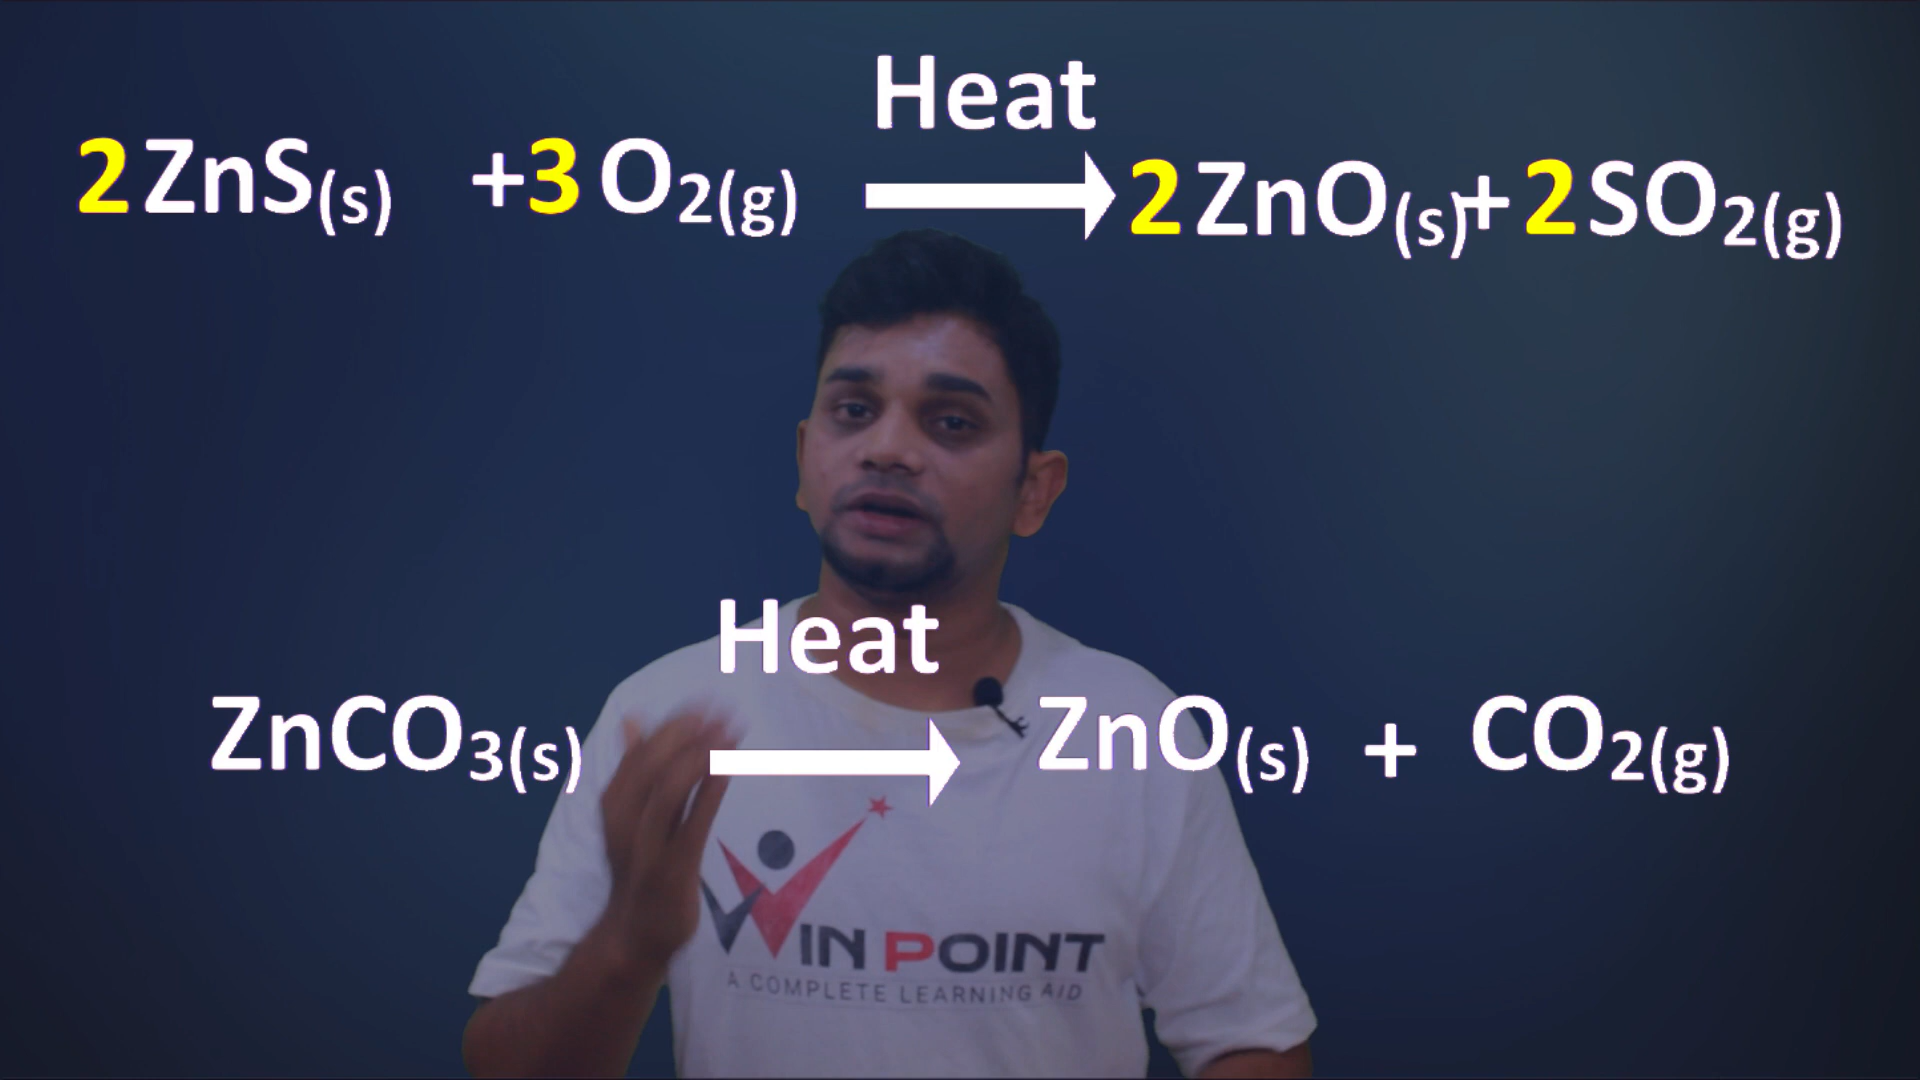 Heat
2ZnS(s) +3O2(g) 2ZnO(s)+2SO2(g)
Heat
ZnCO3(s) ZnO(s) + CO2(g)
WIN POINT
A COMPLETE LEARNING AID